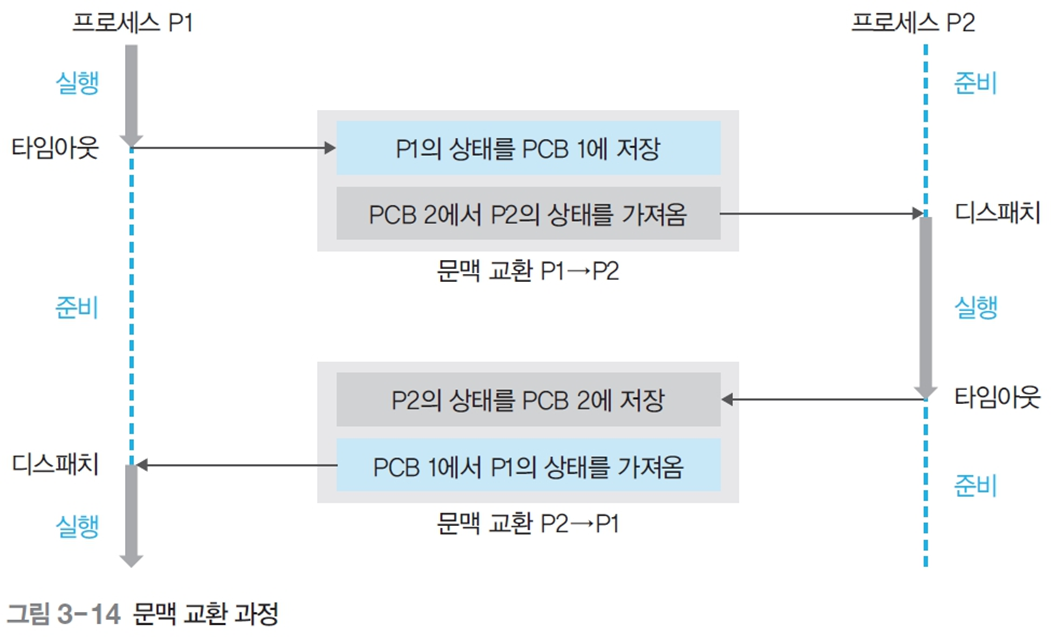 프로세스 P1
프로세스 P2
실행
준비
타임아웃
P1의 상태를 PCB 1에 저장
PCB 2에서 P2의 상태를 가져옴
디스패치
문맥 교환 P1→P2
준비
실행
P2의 상태를 PCB 2에 저장
타임아웃
디스패치
PCB 1에서 P1의 상태를 가져옴
준비
실행
문맥 교환 P2→P1
그림 3-14 문맥 교환 과정